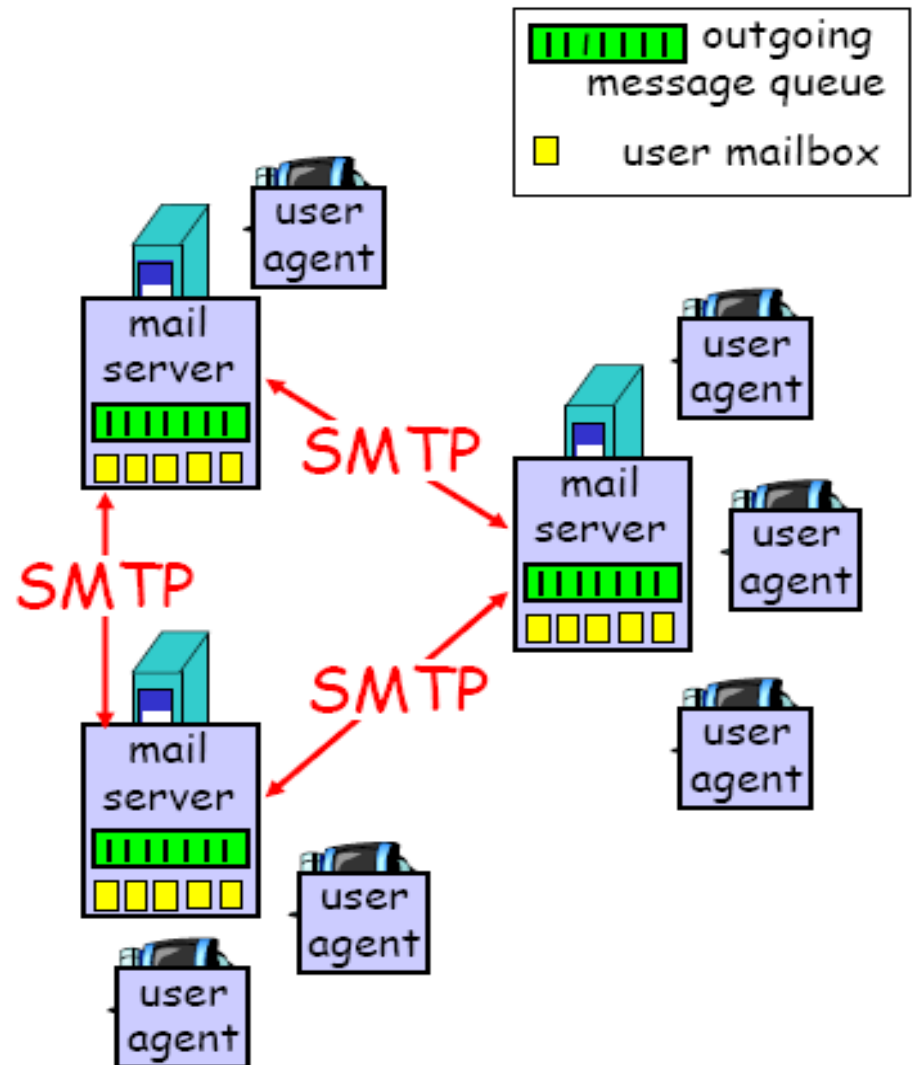 outgoing
message queue
user mailbox
user
agent
mail
server
user
agent
SMTP
mail
server
user
agent
SMTP
SMTP
user
agent
mail
server
user
agent
user
agent